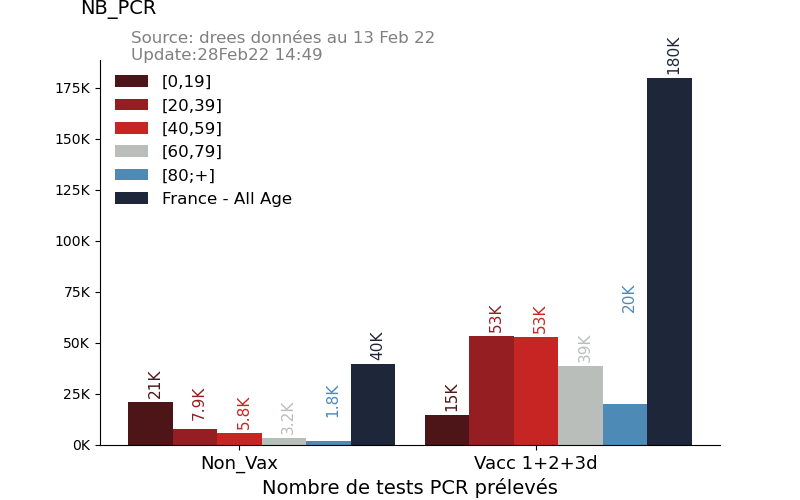 NB_PCR
Source: drees données au 13 Feb 22
Update:28Feb22 14:49
[0,19]
[20,39]
[40,59]
[60,79]
[80;+]
France - All Age
175K
150K
125K
100K
75K
50K
25K
0K
21K
7.9K
5.8K
3.2K
1.8K
40K
15K
53K
53K
39K
20K
180K
Non_Vax
Vacc 1+2+3d
Nombre de tests PCR prélevés